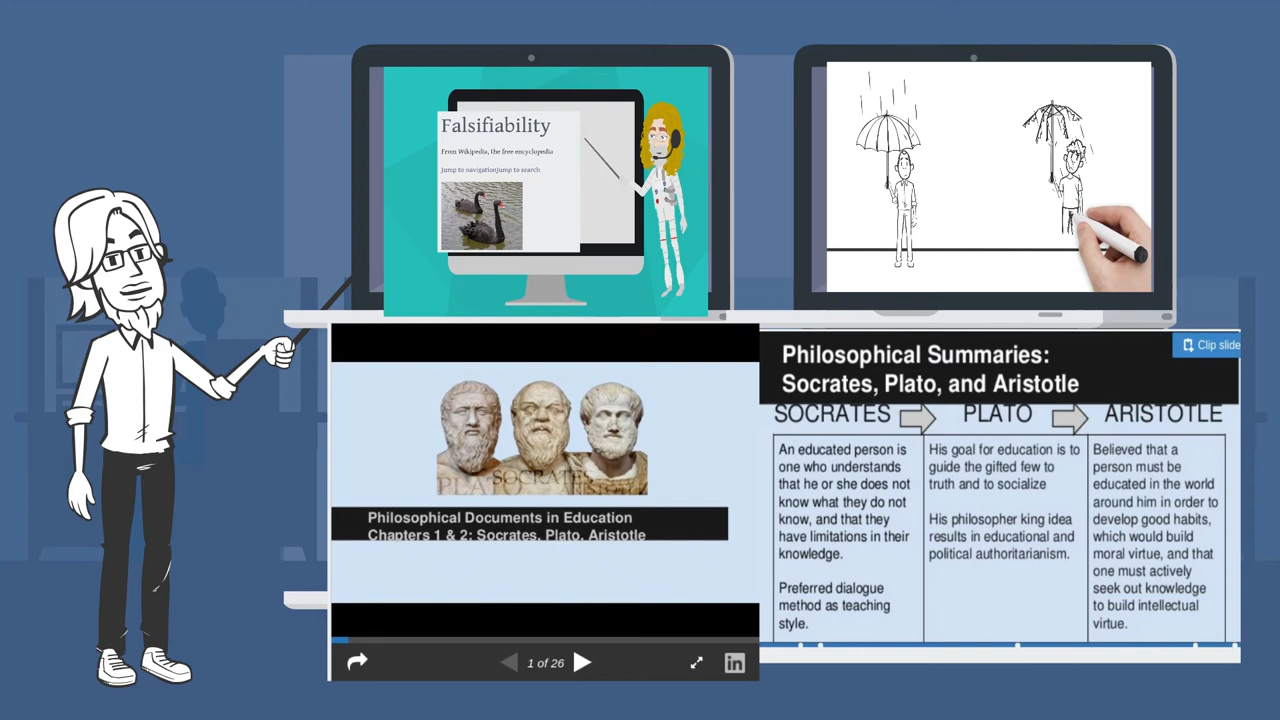 Falsifiability
From Wikipedia, the free encyclopedia
Jump to navigationjump to search
PLATO SOCRATES
Philosophical Documents in Education
Chapters 1 & 2: Socrates, Plato, Aristotle
1 of 26
in
Clip slide
Philosophical Summaries:
Socrates, Plato, and Aristotle
SOCRATES PLATO ARISTOTLE
An educated person is
one who understands
that he or she does not
know what they do not
know, and that they
have limitations in their
knowledge.
Preferred dialogue
method as teaching
style.
His goal for education is to
guide the gifted few to
truth and to socialize
His philosopher king idea
results in educational and
political authoritarianism.
Believed that a
person must be
educated in the world
around him in order to
develop good habits,
which would build
moral virtue, and that
one must actively
seek out knowledge
to build intellectual
virtue.